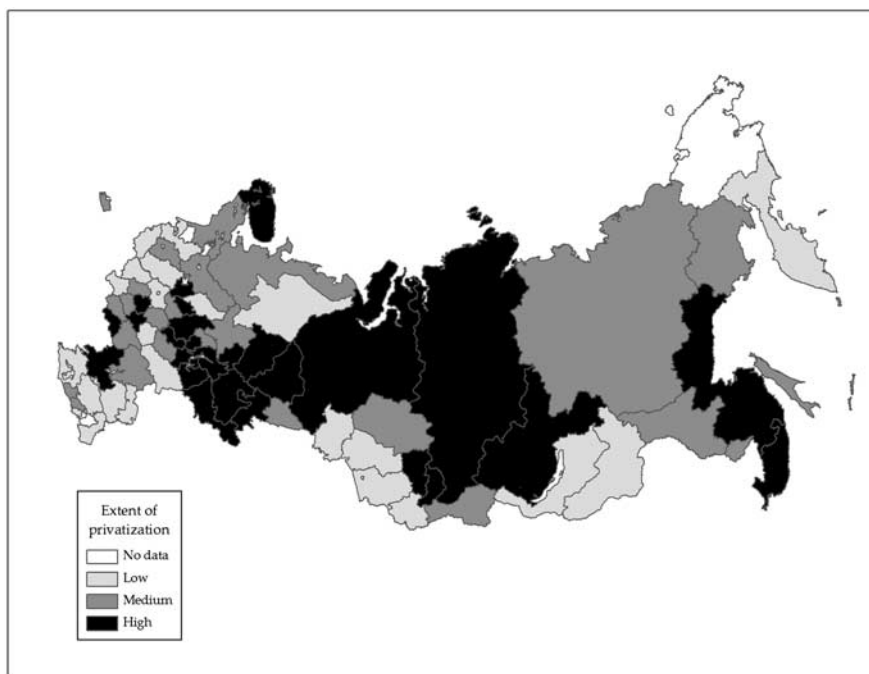 Extent of
privatization
No data
Low
Medium
High